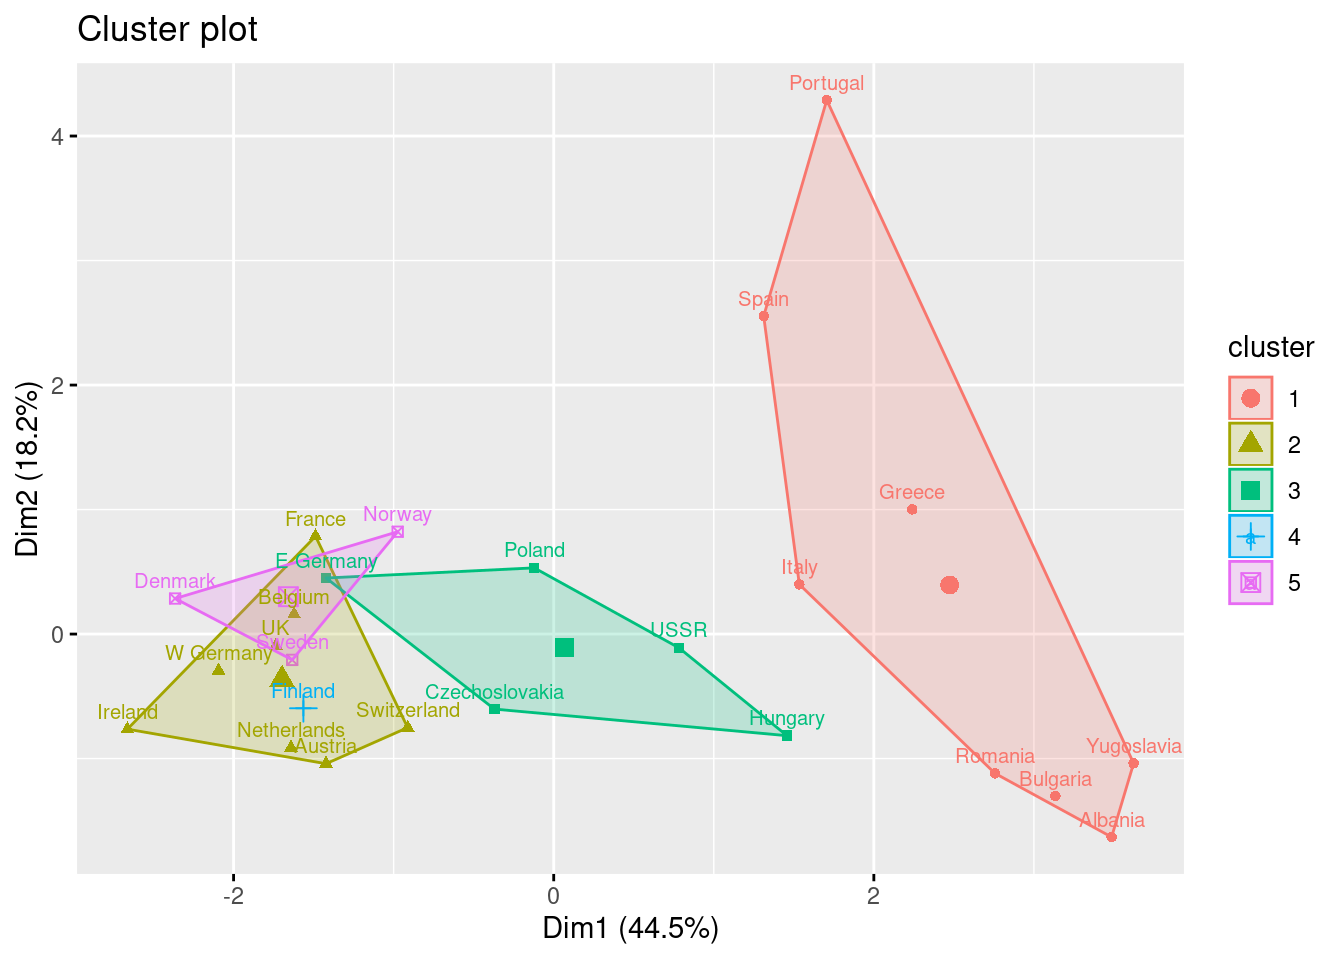 Cluster plot
Portugal
4
Spain
cluster
1
2
2
Greece
3
France
Norway
a
4
Dim2 (18.2%)
Poland
E Germany
Italy
Denmark
5
Belgium
UK
USSR
0
Sweden
W Germany
Finland
Czechoslovakia
Ireland
Switzerland
Hungary
Netherlands
Austria
Yugoslavia
Romania
Bulgaria
Albania
-2
0
2
Dim1 (44.5%)